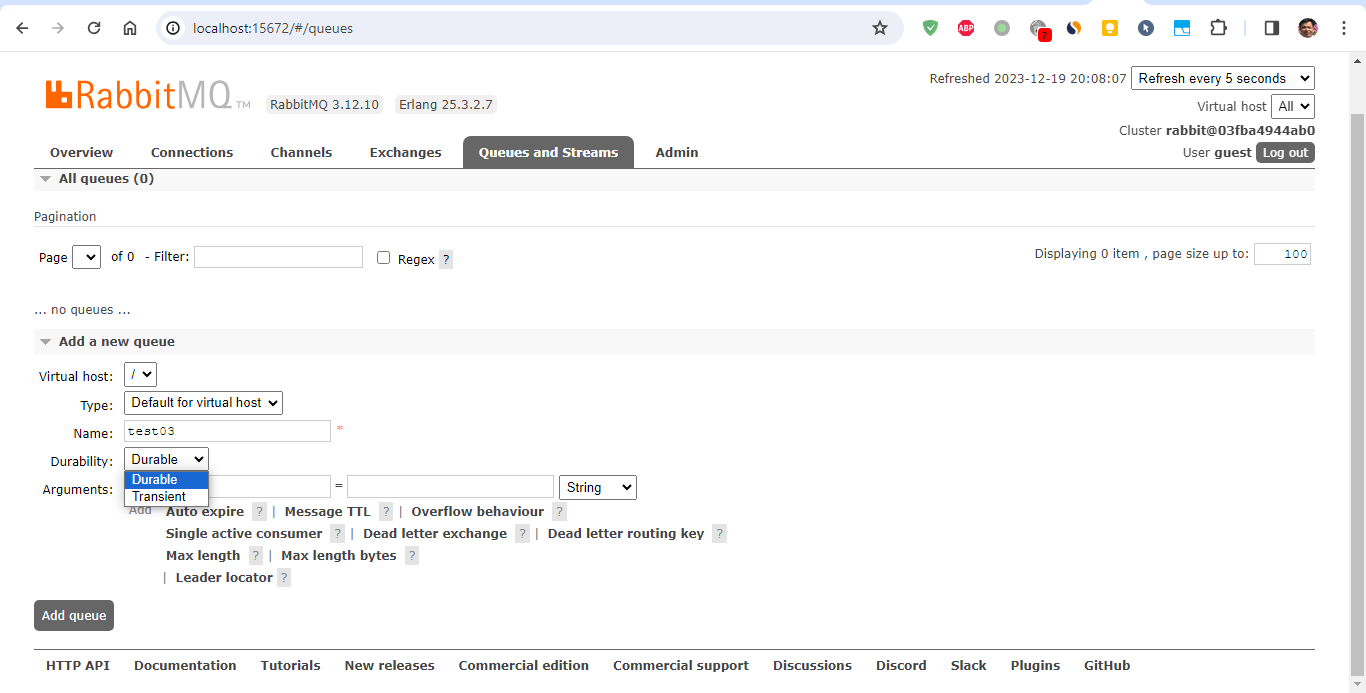 localhost:15672/#/queues
ABP
7
RabbitMQ TM RabbitMQ 3.12.10 Erlang 25.3.2.7
Refreshed 2023-12-19 20:08:07 Refresh every 5 seconds
Virtual host All
Cluster rabbit@03fba4944ab0
User guest Log out
Overview Connections Channels Exchanges Queues and Streams Admin
All queues (0)
Pagination
Page of 0 - Filter: Regex ? Displaying 0 item , page size up to: 100
... no queues ...
Add a new queue
Virtual host: /
Type: Default for virtual host
Name: test03 *
Durability: Durable
Durable
Transient
Arguments: = String
Add Auto expire ? | Message TTL ? | Overflow behaviour ?
Single active consumer ? | Dead letter exchange ? | Dead letter routing key ?
Max length ? | Max length bytes ?
| Leader locator ?
Add queue
HTTP API Documentation Tutorials New releases Commercial edition Commercial support Discussions Discord Slack Plugins GitHub